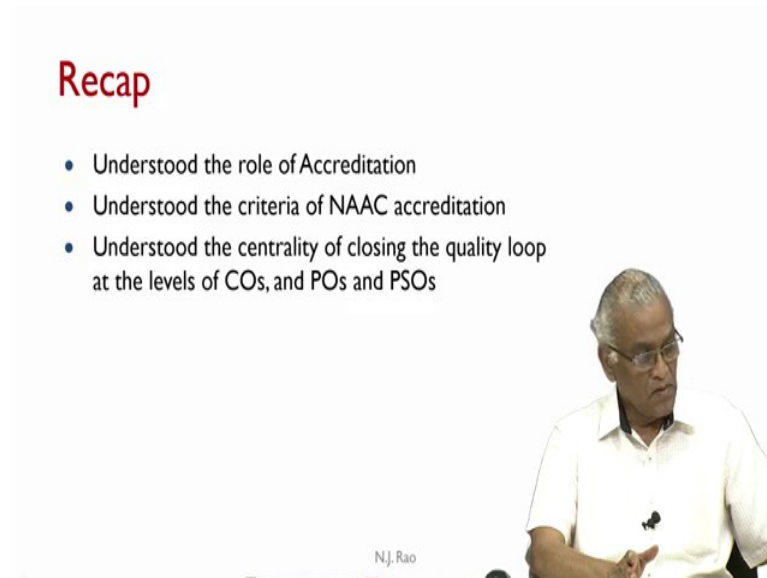 Recap
• Understood the role of Accreditation
• Understood the criteria of NAAC accreditation
• Understood the centrality of closing the quality loop
at the levels of COs, and POs and PSOs
N.J. Rao